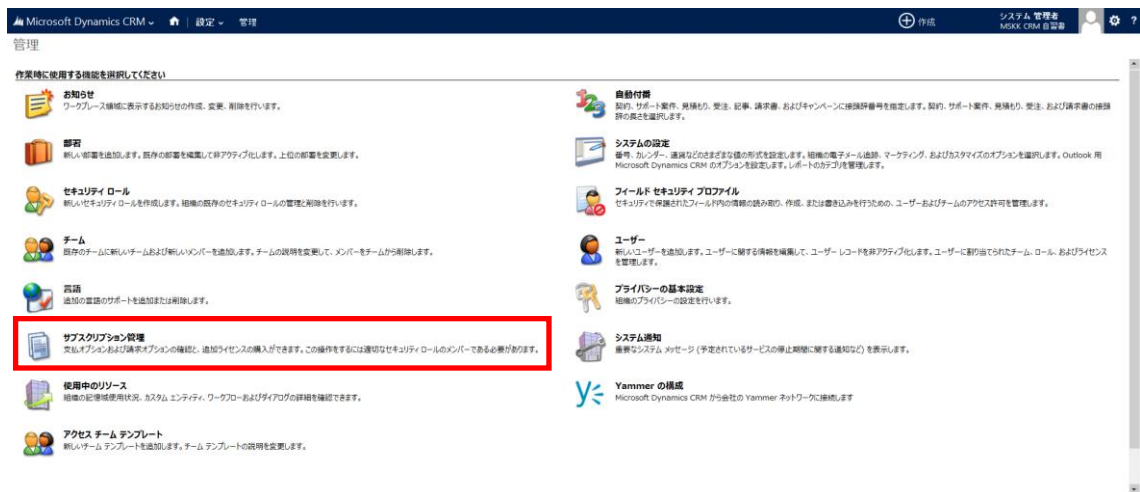 Microsoft Dynamics CRM
設定
管理
作成
システム 管理者
MSKK CRM 自習書
?
管理
作業時に使用する機能を選択してください
お知らせ
ワークプレース領域に表示するお知らせの作成、変更、削除を行います。
部署
新しい部署を追加します。既存の部署を編集して非アクティブ化します。上位の部署を変更します。
セキュリティ ロール
新しいセキュリティ ロールを作成します。組織の既存のセキュリティ ロールの管理と削除を行います。
チーム
既存のチームに新しいチームおよび新しいメンバーを追加します。チームの説明を変更して、メンバーをチームから削除します。
言語
追加の言語のサポートを追加または削除します。
サブスクリプション管理
支払オプションおよび請求オプションの確認と、追加ライセンスの購入ができます。この操作をするには適切なセキュリティ ロールのメンバーである必要があります。
使用中のリソース
組織の記憶域使用状況、カスタム エンティティ、ワークフローおよびダイアログの詳細を確認できます。
アクセス チーム テンプレート
新しいチーム テンプレートを追加します。チーム テンプレートの説明を変更します。
自動付番
契約、サポート案件、見積もり、受注、記事、請求書、およびキャンペーンに接頭辞番号を指定します。契約、サポート案件、見積もり、受注、および請求書の接頭
辞の長さを選択します。
システムの設定
番号、カレンダー、通貨などのさまざまな値の形式を設定します。組織の電子メール追跡、マーケティング、およびカスタマイズのオプションを選択します。Outlook 用
Microsoft Dynamics CRM のオプションを設定します。レポートのカテゴリを管理します。
フィールド セキュリティ プロファイル
セキュリティで保護されたフィールド内の情報の読み取り、作成、または書き込みを行うための、ユーザーおよびチームのアクセス許可を管理します。
ユーザー
新しいユーザーを追加します。ユーザーに関する情報を編集して、ユーザー レコードを非アクティブ化します。ユーザーに割り当てられたチーム、ロール、およびライセンス
を管理します。
プライバシーの基本設定
組織のプライバシーの設定を行います。
システム通知
重要なシステム メッセージ (予定されているサービスの停止期間に関する通知など) を表示します。
Yammer の構成
Microsoft Dynamics CRM から会社の Yammer ネットワークに接続します